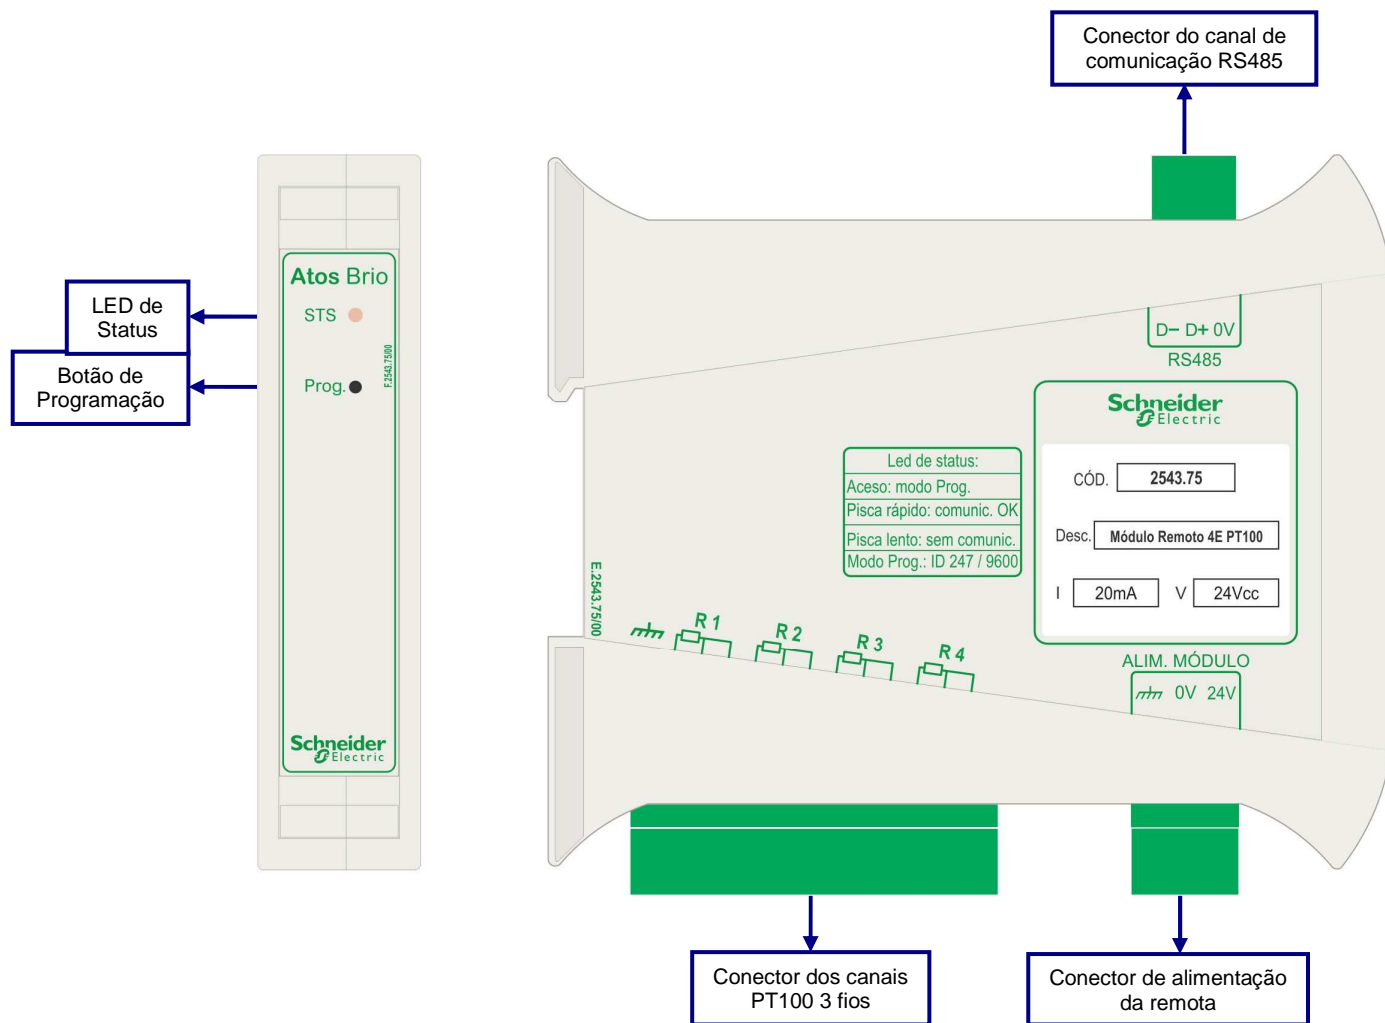 Conector do canal de
comunicação RS485
LED de
Status
Botão de
Programação
Atos Brio
STS
F.2543.75/00
Prog.
Schneider
Electric
D– D+ 0V
RS485
Schneider
Electric
CÓD. 2543.75
Desc. Módulo Remoto 4E PT100
I 20mA V 24Vcc
Led de status:
Aceso: modo Prog.
Pisca rápido: comunic. OK
Pisca lento: sem comunic.
Modo Prog.: ID 247 / 9600
E.2543.75/00
R 1
R 2
R 3
R 4
ALIM. MÓDULO
0V 24V
Conector dos canais
PT100 3 fios
Conector de alimentação
da remota